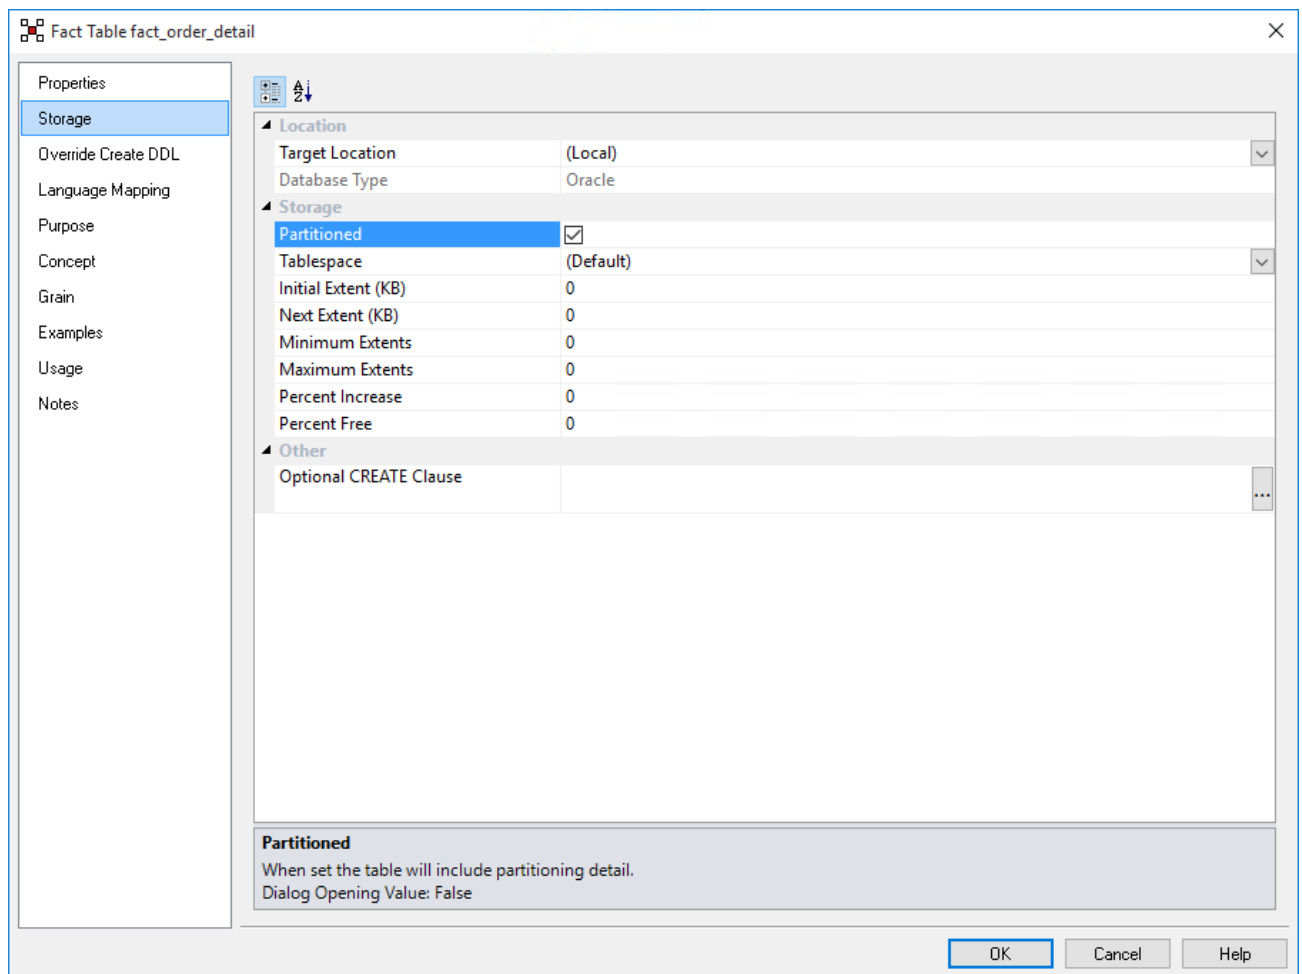 Fact Table fact_order_detail
Properties
Storage
Override Create DDL
Language Mapping
Purpose
Concept
Grain
Examples
Usage
Notes
Location
Target Location (Local)
Database Type Oracle
Storage
Partitioned
Tablespace (Default)
Initial Extent (KB) 0
Next Extent (KB) 0
Minimum Extents 0
Maximum Extents 0
Percent Increase 0
Percent Free 0
Other
Optional CREATE Clause ...
Partitioned
When set the table will include partitioning detail.
Dialog Opening Value: False
OK Cancel Help